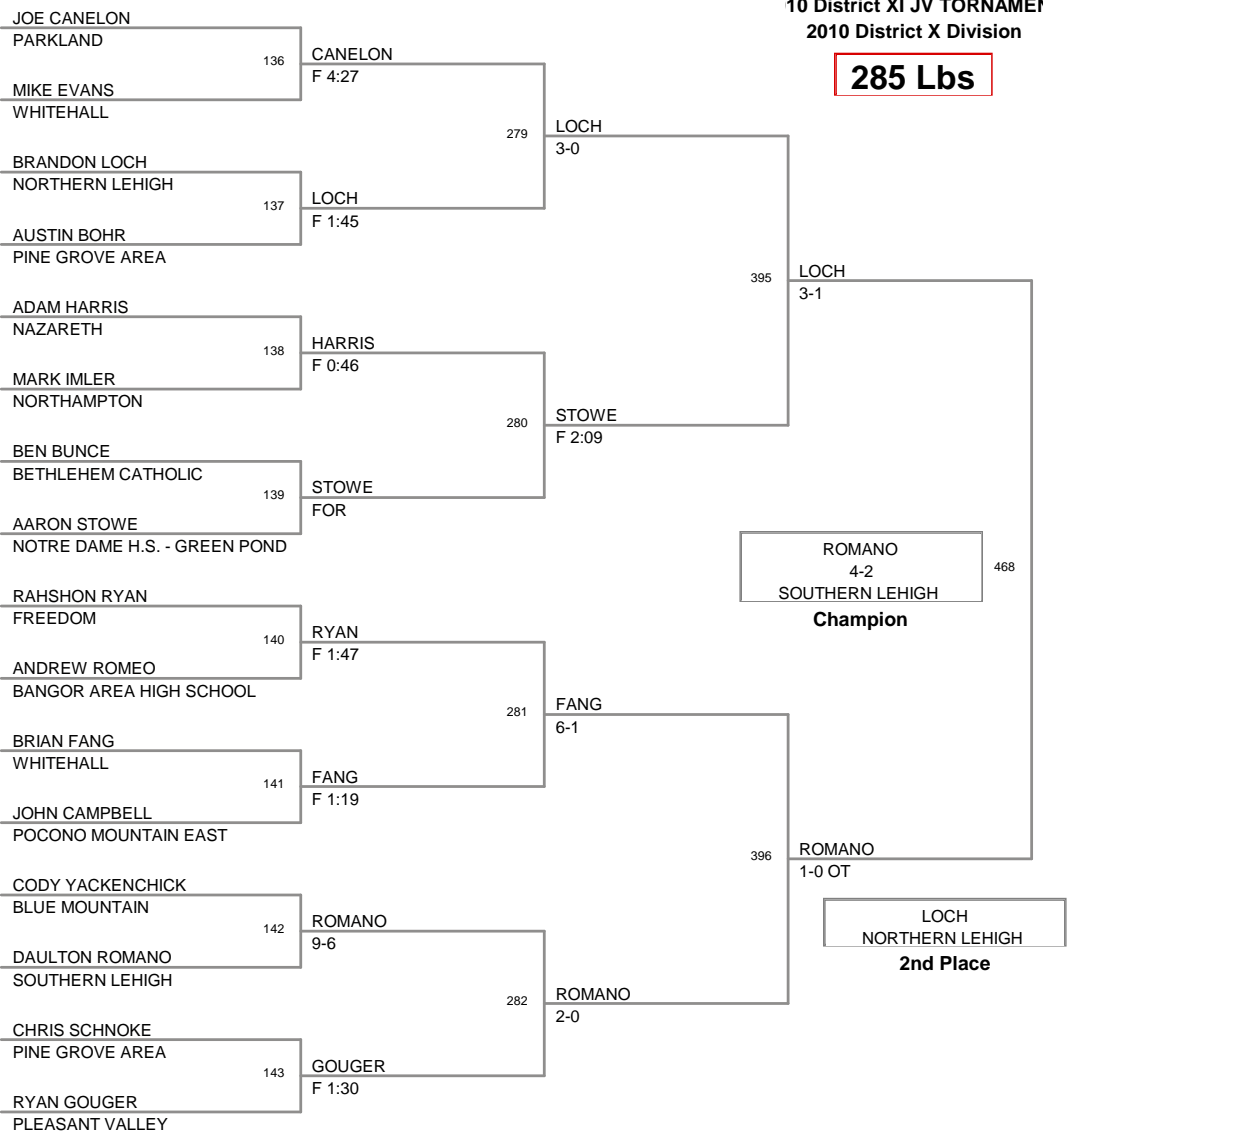 10 District XI JV TORNAMEN
2010 District X Division
285 Lbs
JOE CANELON
PARKLAND
136
CANELON
F 4:27
MIKE EVANS
WHITEHALL
279
LOCH
3-0
BRANDON LOCH
NORTHERN LEHIGH
137
LOCH
F 1:45
AUSTIN BOHR
PINE GROVE AREA
395
LOCH
3-1
ADAM HARRIS
NAZARETH
138
HARRIS
F 0:46
MARK IMLER
NORTHAMPTON
280
STOWE
F 2:09
BEN BUNCE
BETHLEHEM CATHOLIC
139
STOWE
FOR
AARON STOWE
NOTRE DAME H.S. - GREEN POND
ROMANO
4-2
SOUTHERN LEHIGH
468
Champion
RAHSHON RYAN
FREEDOM
140
RYAN
F 1:47
ANDREW ROMEO
BANGOR AREA HIGH SCHOOL
281
FANG
6-1
BRIAN FANG
WHITEHALL
141
FANG
F 1:19
JOHN CAMPBELL
POCONO MOUNTAIN EAST
396
ROMANO
1-0 OT
CODY YACKENCHICK
BLUE MOUNTAIN
142
ROMANO
9-6
LOCH
NORTHERN LEHIGH
2nd Place
DAULTON ROMANO
SOUTHERN LEHIGH
282
ROMANO
2-0
CHRIS SCHNOKE
PINE GROVE AREA
143
GOUGER
F 1:30
RYAN GOUGER
PLEASANT VALLEY